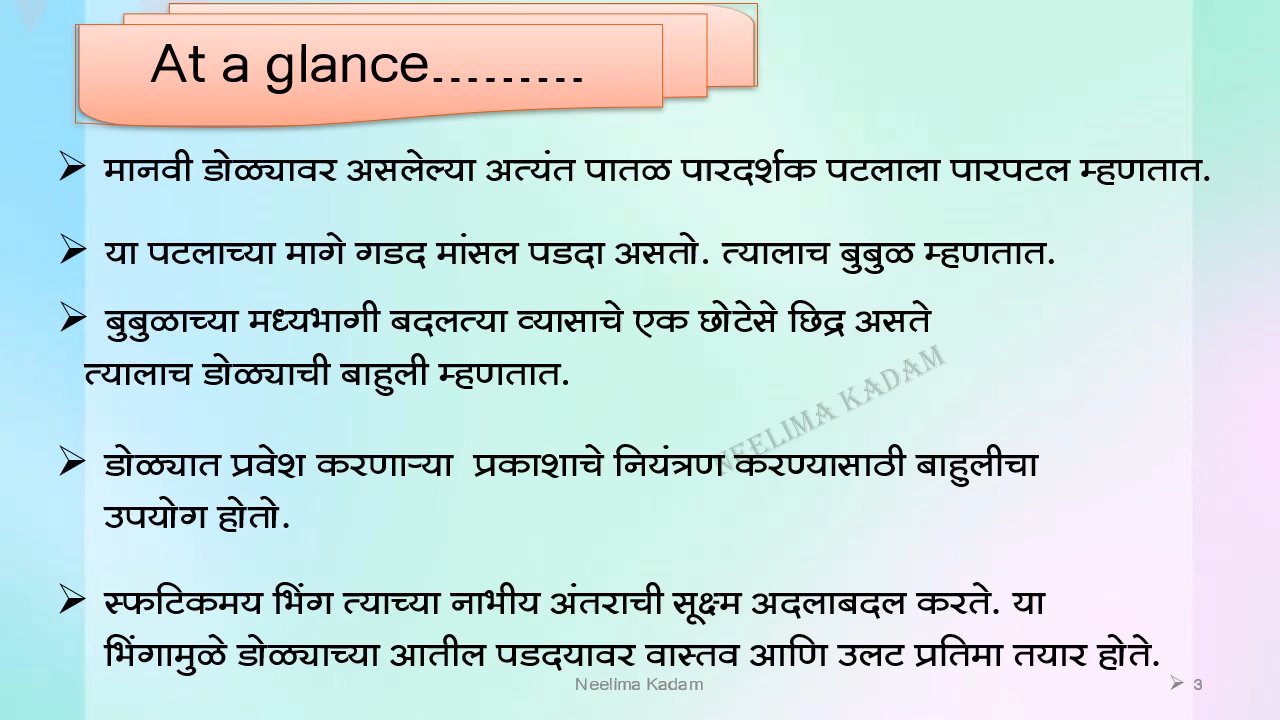 At a glance.........
➢ मानवी डोळ्यावर असलेल्या अत्यंत पातळ पारदर्शक पटलाला पारपटल म्हणतात.
➢ या पटलाच्या मागे गडद मांसल पडदा असतो. त्यालाच बुबुळ म्हणतात.
➢ बुबुळाच्या मध्यभागी बदलत्या व्यासाचे एक छोटेसे छिद्र असते
त्यालाच डोळ्याची बाहुली म्हणतात.
NEELIMA KADAM
➢ डोळ्यात प्रवेश करणाऱ्या प्रकाशाचे नियंत्रण करण्यासाठी बाहुलीचा
उपयोग होतो.
➢ स्फटिकमय भिंग त्याच्या नाभीय अंतराची सूक्ष्म अदलाबदल करते. या
भिंगामुळे डोळ्याच्या आतील पडदयावर वास्तव आणि उलट प्रतिमा तयार होते.
Neelima Kadam
➢ 3